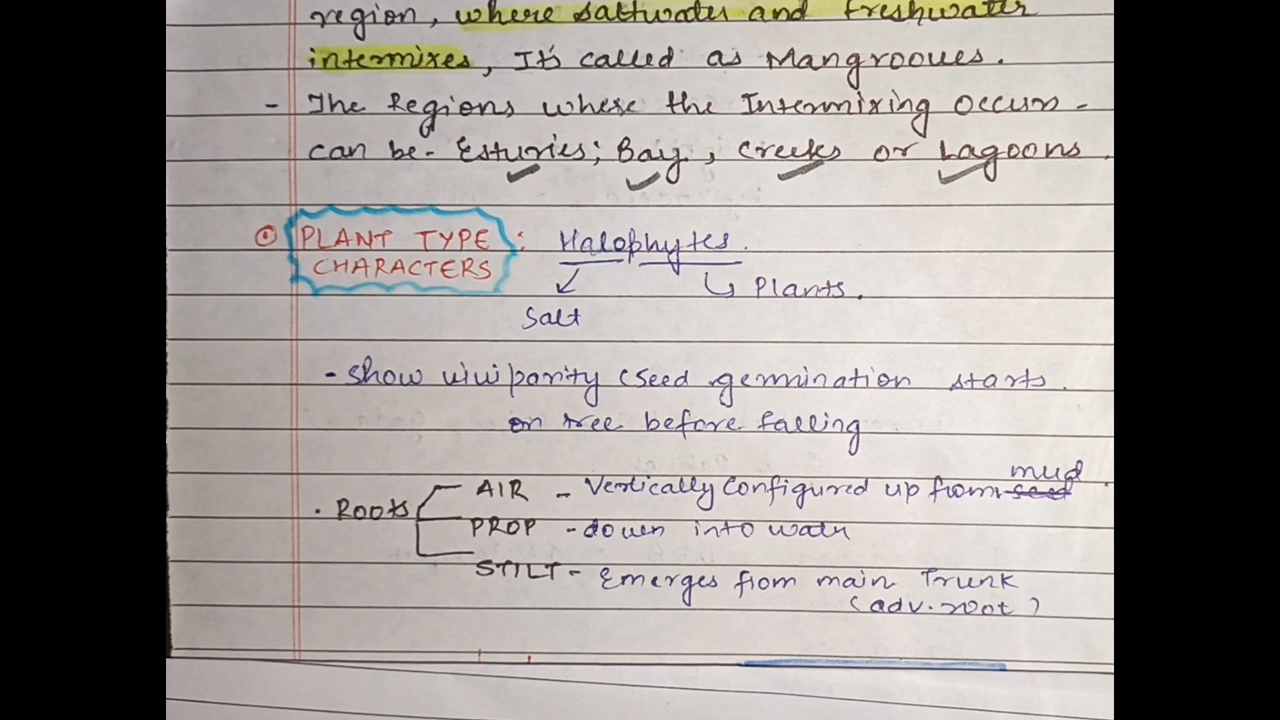 region, where saltwater and freshwater
intermixes, It's called as Mangrooves.
- The Regions where the Intermixing occurs -
can be - Esturies; Bay, Creeks or Lagoons.
PLANT TYPE : Halophytes.
CHARACTERS
Plants.
Salt
- show viviparity (seed germination starts.
on tree before falling
mud
. Roots AIR - Vertically Configured up from seed.
PROP - down into water
STILT - Emerges from main Trunk
(adv. root)